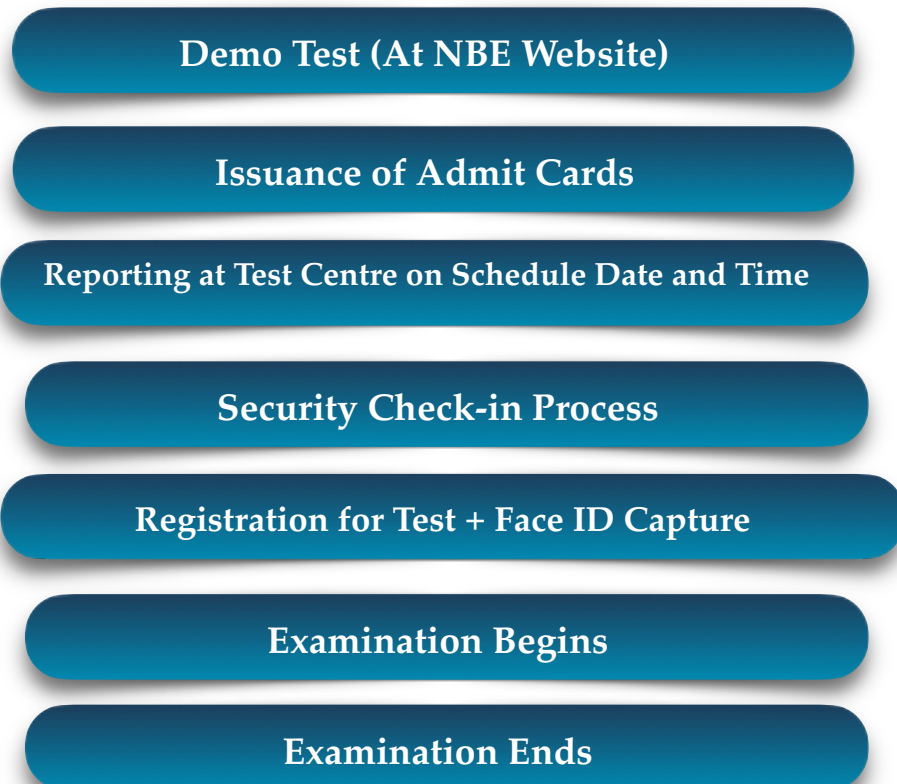 Demo Test (At NBE Website)
Issuance of Admit Cards
Reporting at Test Centre on Schedule Date and Time
Security Check-in Process
Registration for Test + Face ID Capture
Examination Begins
Examination Ends